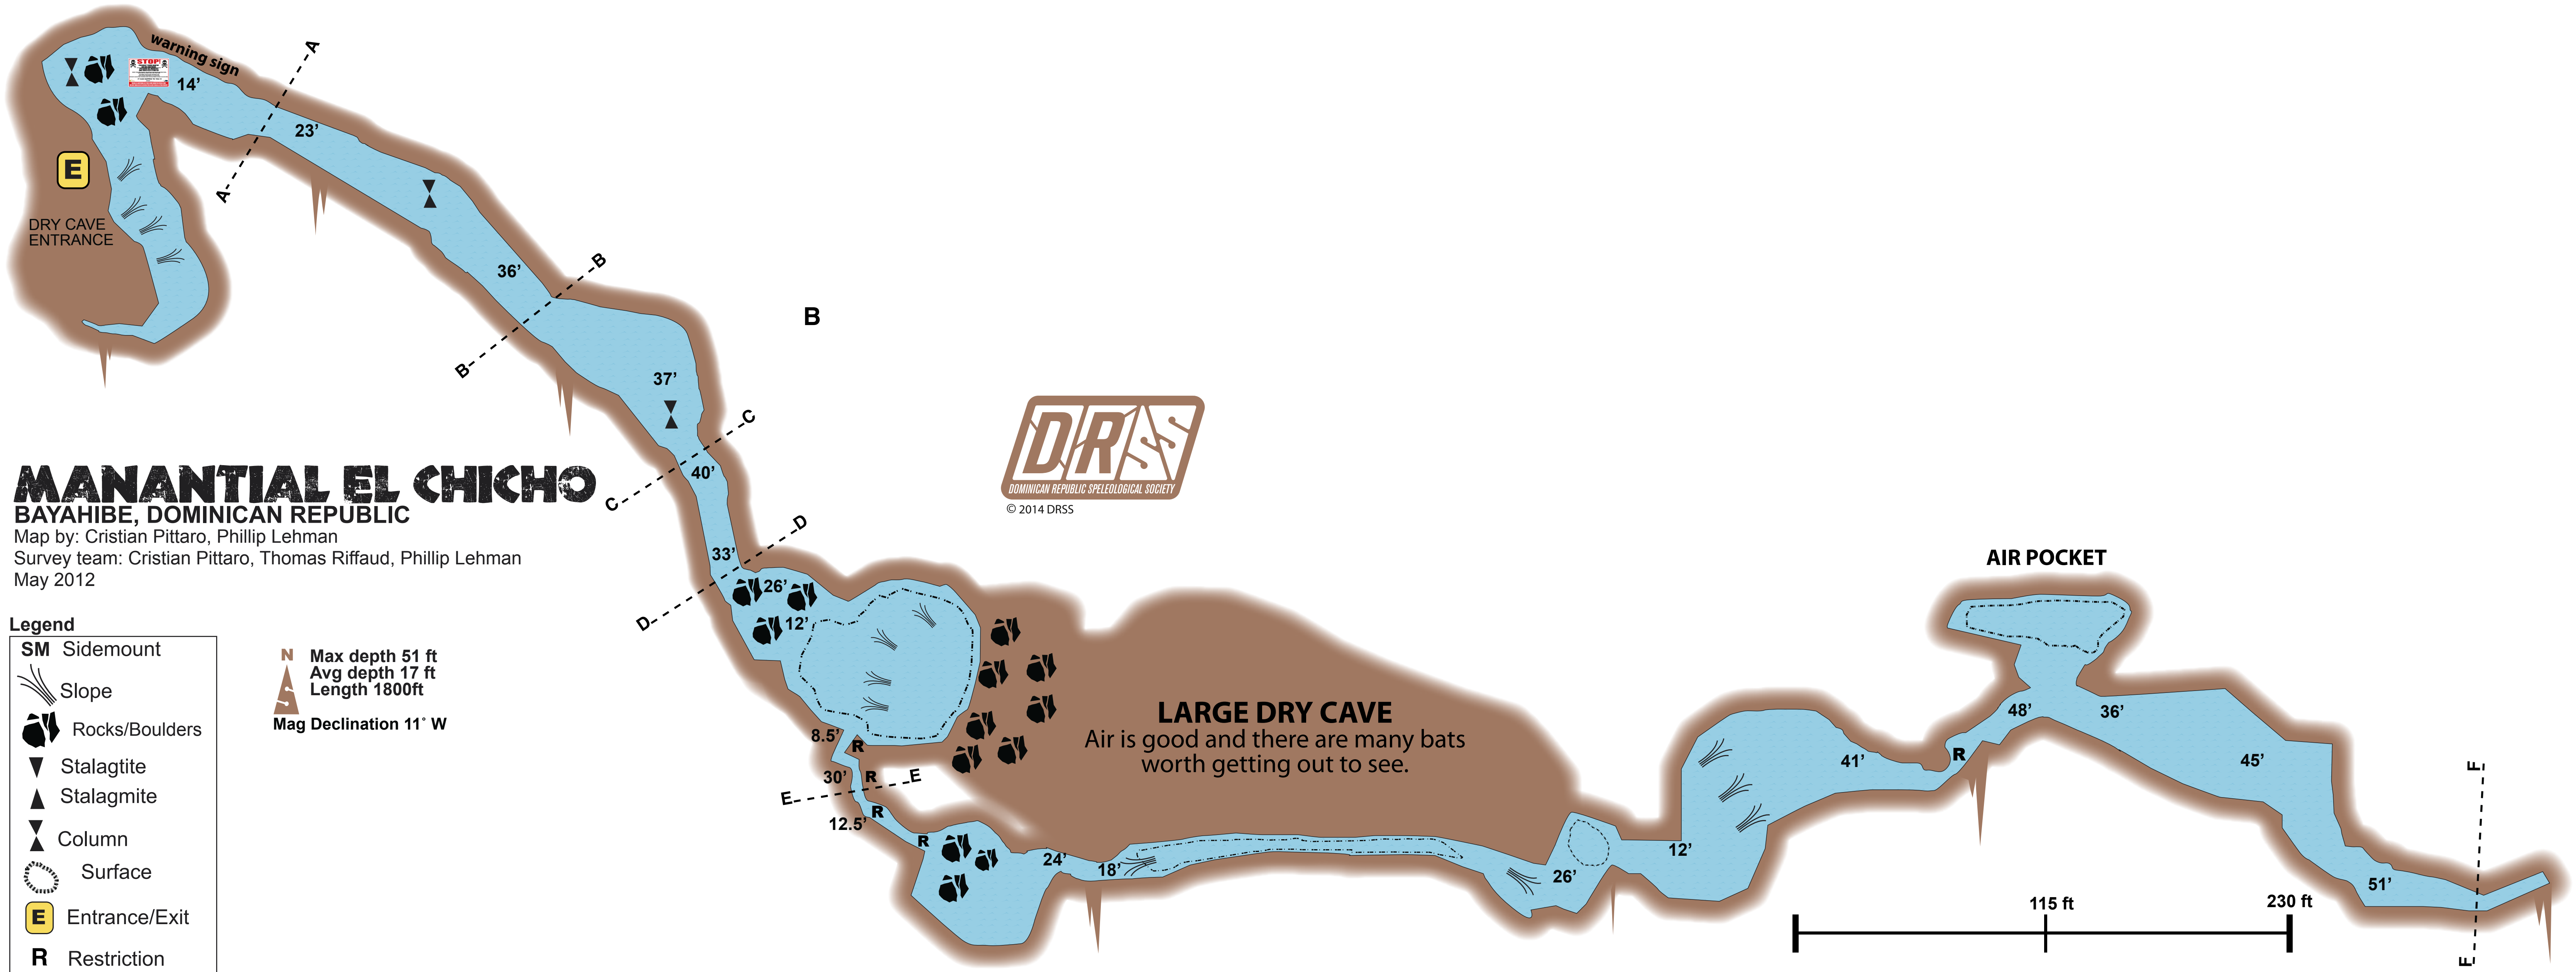 warning sign
STOP!
14’
A
A
23’
E
DRY CAVE
ENTRANCE
36’
B
B
B
37’
C
C
40’
33’
D
D
26’
12’
DRSS
DOMINICAN REPUBLIC SPELEOLOGICAL SOCIETY
© 2014 DRSS
MANANTIAL EL CHICHO
BAYAHIBE, DOMINICAN REPUBLIC
Map by: Cristian Pittaro, Phillip Lehman
Survey team: Cristian Pittaro, Thomas Riffaud, Phillip Lehman
May 2012
Legend
SM Sidemount
Slope
Rocks/Boulders
Stalagtite
Stalagmite
Column
Surface
E Entrance/Exit
R Restriction
N
Max depth 51 ft
Avg depth 17 ft
Length 1800ft
Mag Declination 11˚ W
8.5’
R
30’
R
E
E
12.5’
R
R
24’
18’
LARGE DRY CAVE
Air is good and there are many bats
worth getting out to see.
26’
12’
41’
R
48’
AIR POCKET
36’
45’
51’
F
F
115 ft
230 ft